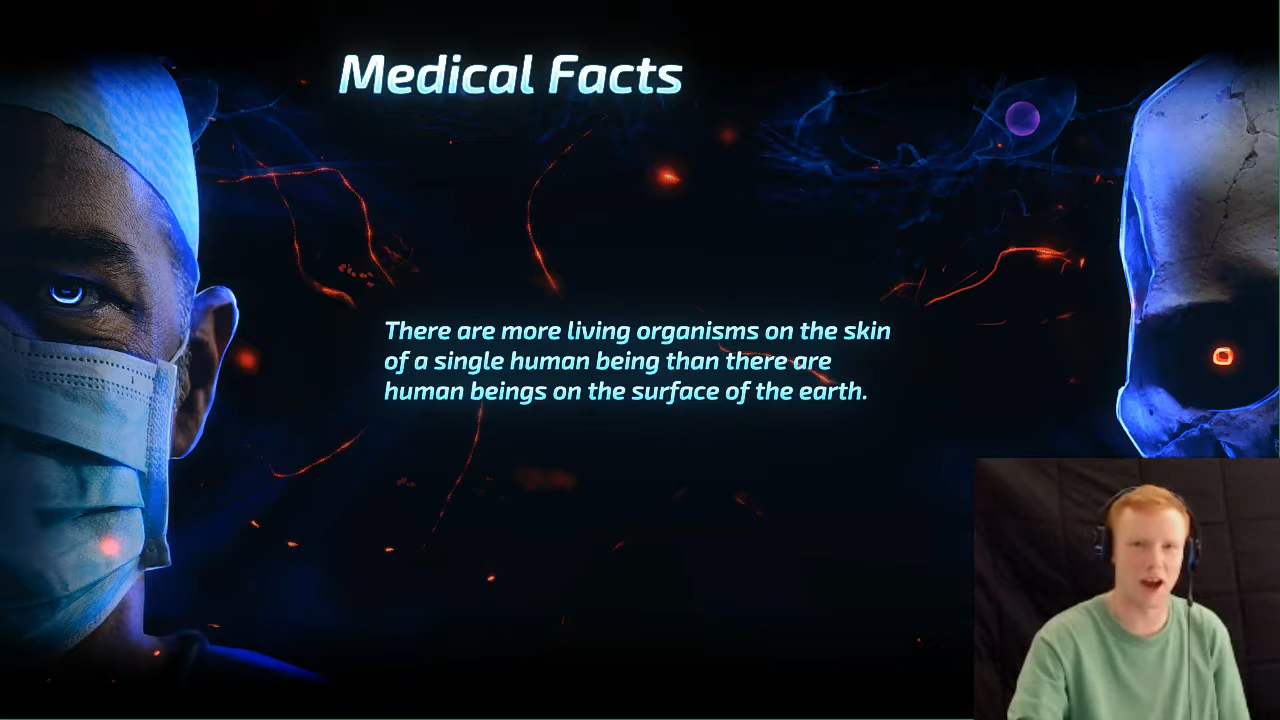 Medical Facts
There are more living organisms on the skin
of a single human being than there are
human beings on the surface of the earth.